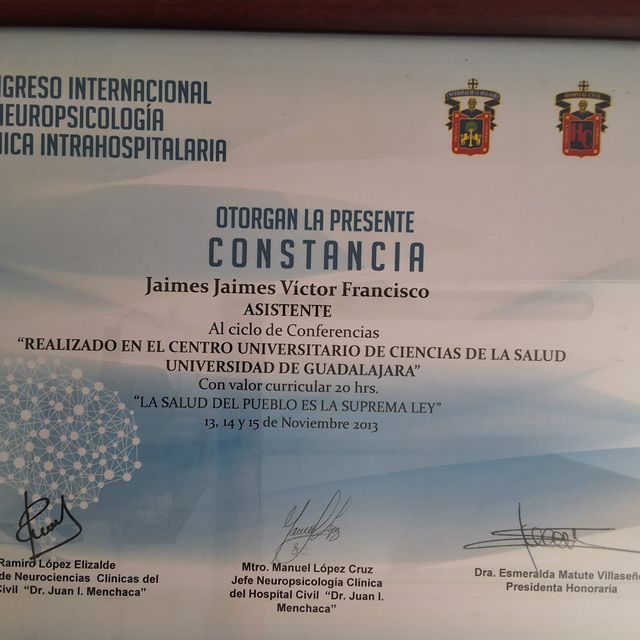 NGRESO INTERNACIONAL
NEUROPSICOLOGÍA
NICA INTRAHOSPITALARIA
OTORGAN LA PRESENTE
CONSTANCIA
Jaimes Jaimes Víctor Francisco
ASISTENTE
Al ciclo de Conferencias
“REALIZADO EN EL CENTRO UNIVERSITARIO DE CIENCIAS DE LA SALUD
UNIVERSIDAD DE GUADALAJARA”
Con valor curricular 20 hrs.
“LA SALUD DEL PUEBLO ES LA SUPREMA LEY”
13, 14 y 15 de Noviembre 2013
Ramiro López Elizalde
de Neurociencias Clínicas del
Civil “Dr. Juan I. Menchaca”
Mtro. Manuel López Cruz
Jefe Neuropsicología Clínica
del Hospital Civil “Dr. Juan I.
Menchaca”
Dra. Esmeralda Matute Villaseñ
Presidenta Honoraria